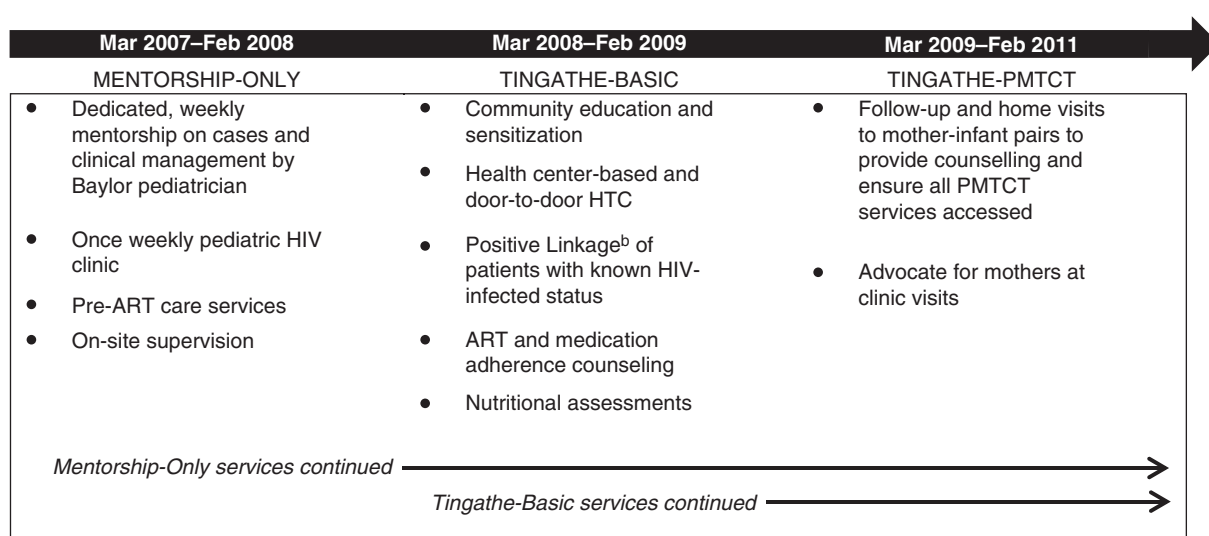 Mar 2007–Feb 2008
Mar 2008–Feb 2009
Mar 2009–Feb 2011
MENTORSHIP-ONLY
TINGATHE-BASIC
TINGATHE-PMTCT
• Dedicated, weekly
mentorship on cases and
clinical management by
Baylor pediatrician
• Once weekly pediatric HIV
clinic
• Pre-ART care services
• On-site supervision
• Community education and
sensitization
• Health center-based and
door-to-door HTC
• Positive Linkageᵇ of
patients with known HIV-
infected status
• ART and medication
adherence counseling
• Nutritional assessments
• Follow-up and home visits
to mother-infant pairs to
provide counselling and
ensure all PMTCT
services accessed
• Advocate for mothers at
clinic visits
Mentorship-Only services continued
Tingathe-Basic services continued